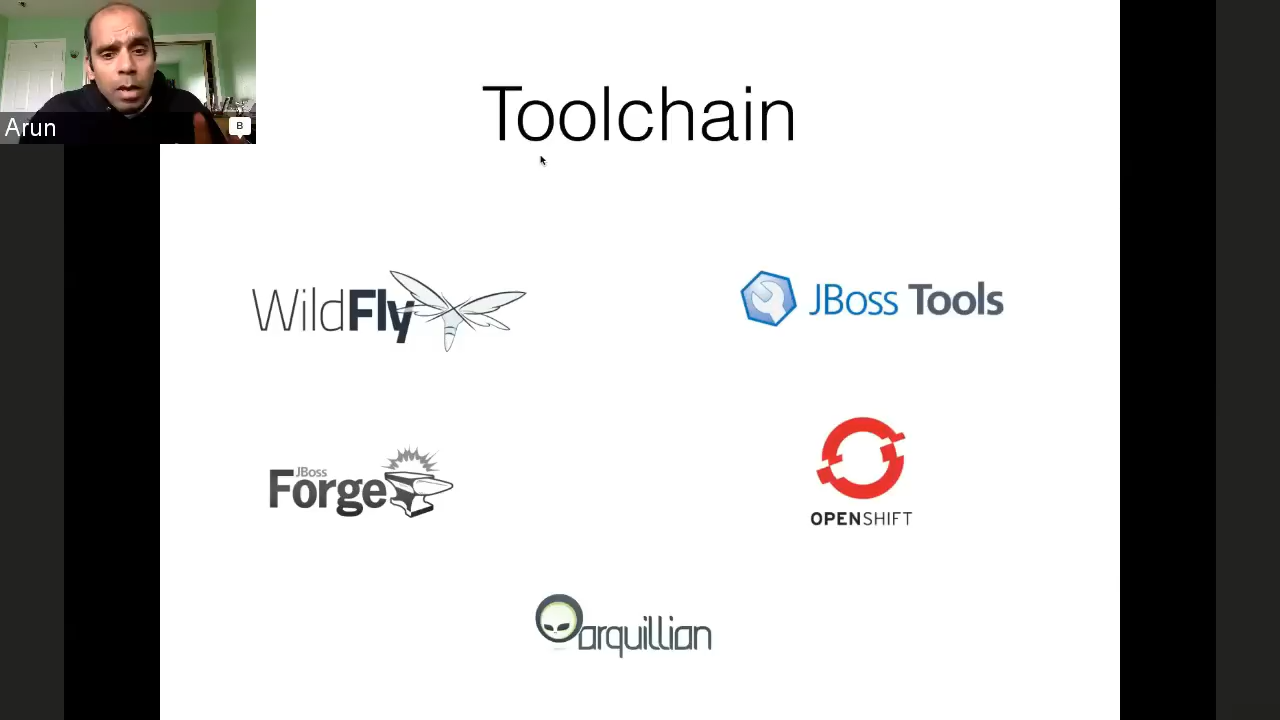 Arun
B
Toolchain
WildFly
JBoss Tools
JBoss
Forge
OPENSHIFT
arquillian